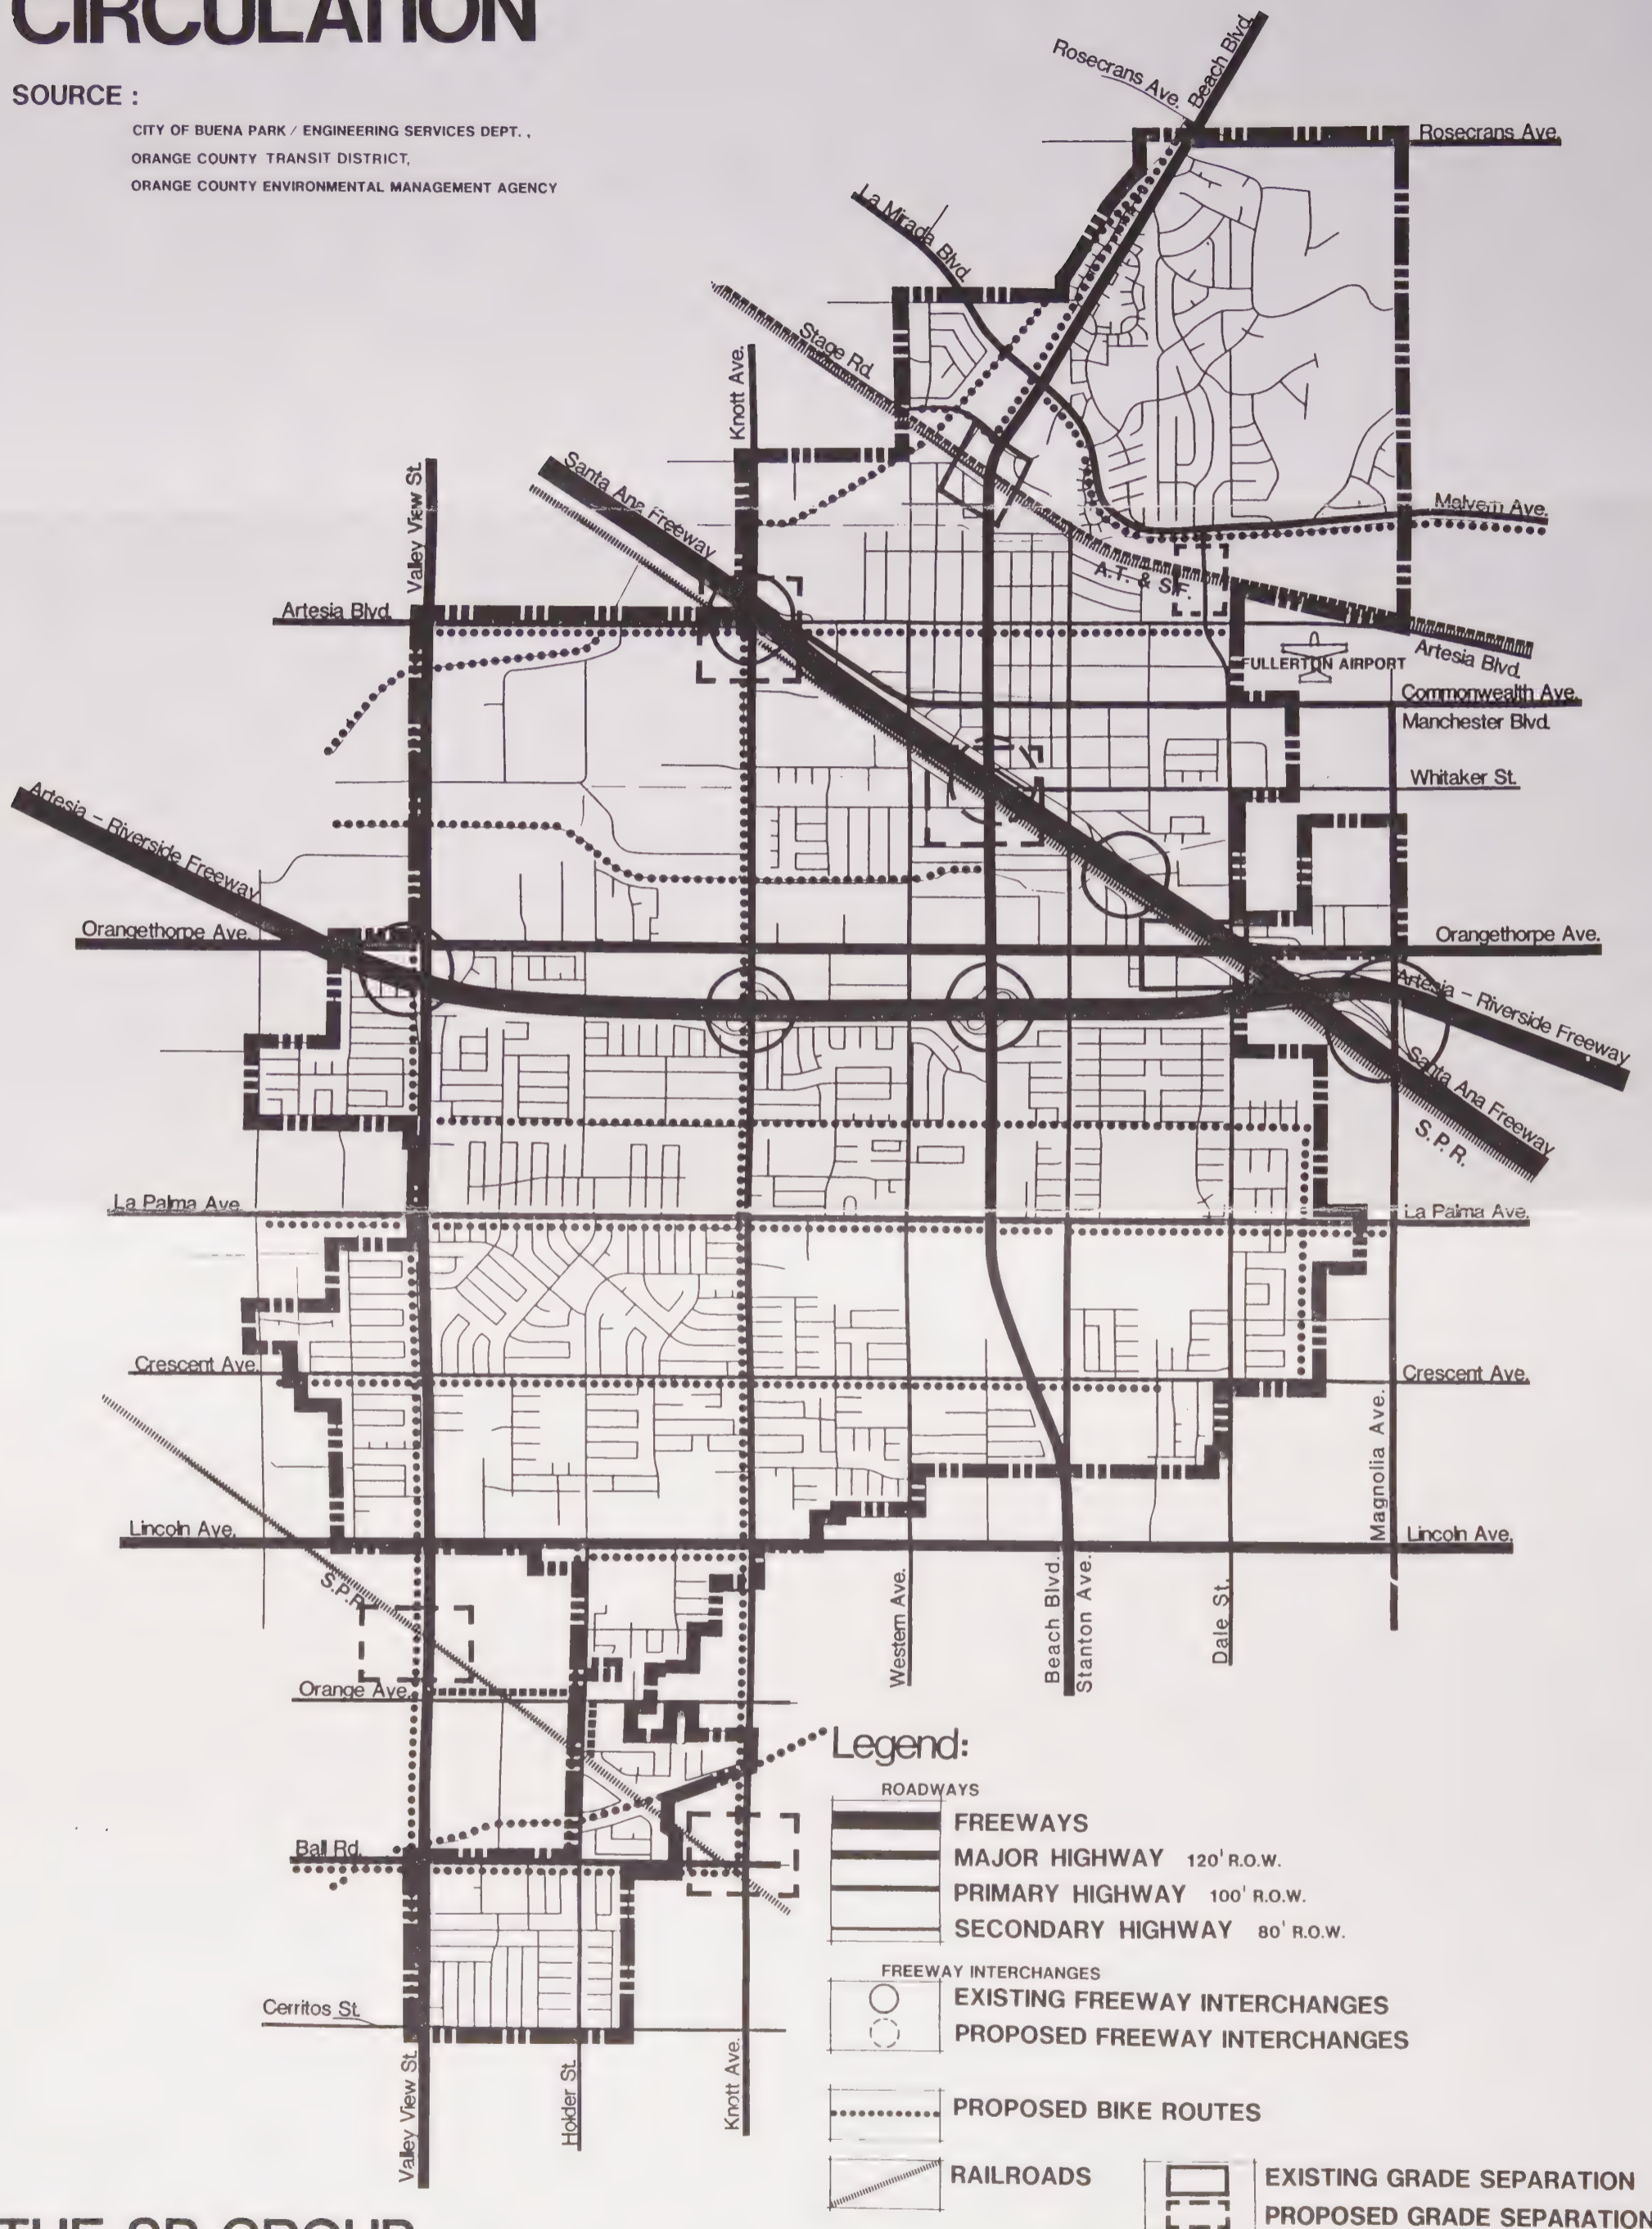 CIRCULATION
SOURCE :
CITY OF BUENA PARK / ENGINEERING SERVICES DEPT. ,
ORANGE COUNTY TRANSIT DISTRICT,
ORANGE COUNTY ENVIRONMENTAL MANAGEMENT AGENCY
Rosecrans Ave.
Beach Blvd.
Rosecrans Ave.
La Mirada Blvd.
Stage Rd.
Knott Ave.
Santa Ana Freeway
Valley View St.
Malvern Ave.
A.T. & S.F.
Artesia Blvd.
FULLERTON AIRPORT
Artesia Blvd.
Commonwealth Ave.
Manchester Blvd.
Whitaker St.
Artesia - Riverside Freeway
Orangethorpe Ave.
Orangethorpe Ave.
Artesia - Riverside Freeway
Santa Ana Freeway
S.P.R.
La Palma Ave.
La Palma Ave.
Crescent Ave.
Crescent Ave.
Magnolia Ave.
Lincoln Ave.
Lincoln Ave.
S.P.R.
Western Ave.
Beach Blvd.
Stanton Ave.
Dale St.
Orange Ave.
Ball Rd.
Cerritos St.
Valley View St.
Holder St.
Knott Ave.
Legend:
ROADWAYS
FREEWAYS
MAJOR HIGHWAY 120' R.O.W.
PRIMARY HIGHWAY 100' R.O.W.
SECONDARY HIGHWAY 80' R.O.W.
FREEWAY INTERCHANGES
EXISTING FREEWAY INTERCHANGES
PROPOSED FREEWAY INTERCHANGES
PROPOSED BIKE ROUTES
RAILROADS
EXISTING GRADE SEPARATION
PROPOSED GRADE SEPARATION